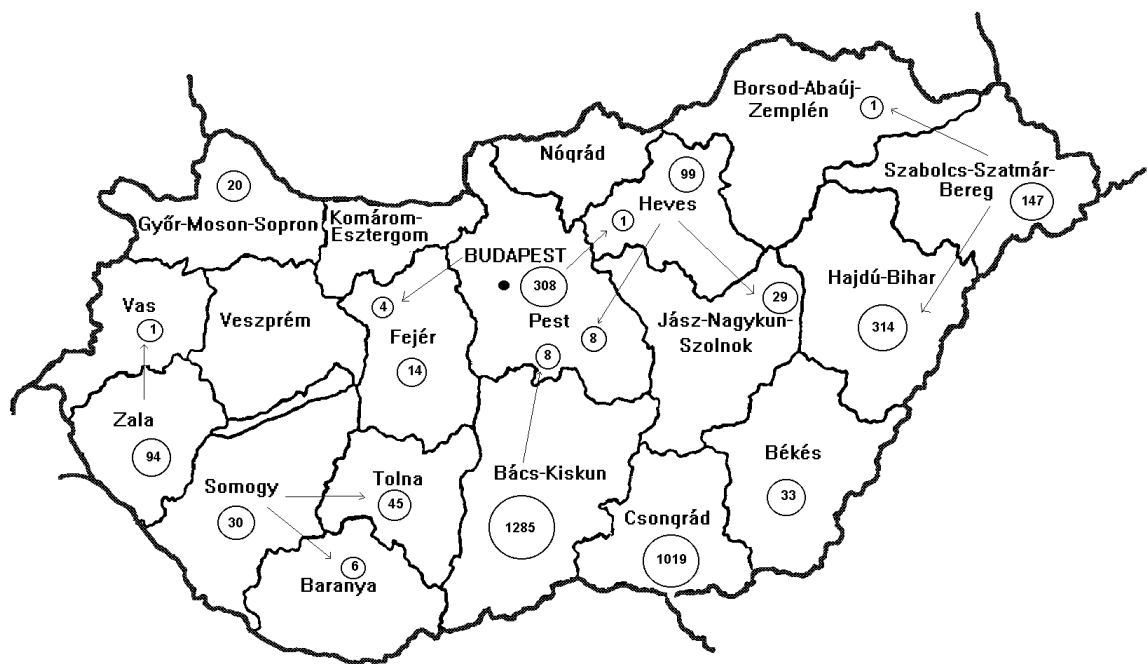 Borsod-Abaúj-
Zemplén
1
Nógrád
99
Szabolcs-Szatmár-
Bereg
147
20
Győr-Moson-Sopron
Komárom-
Esztergom
1
Heves
BUDAPEST
308
Hajdú-Bihar
314
Vas
1
Veszprém
4
Fejér
14
Pest
8
8
29
Jász-Nagykun-
Szolnok
Zala
94
Somogy
30
Tolna
45
Bács-Kiskun
1285
Békés
33
Csongrád
1019
6
Baranya